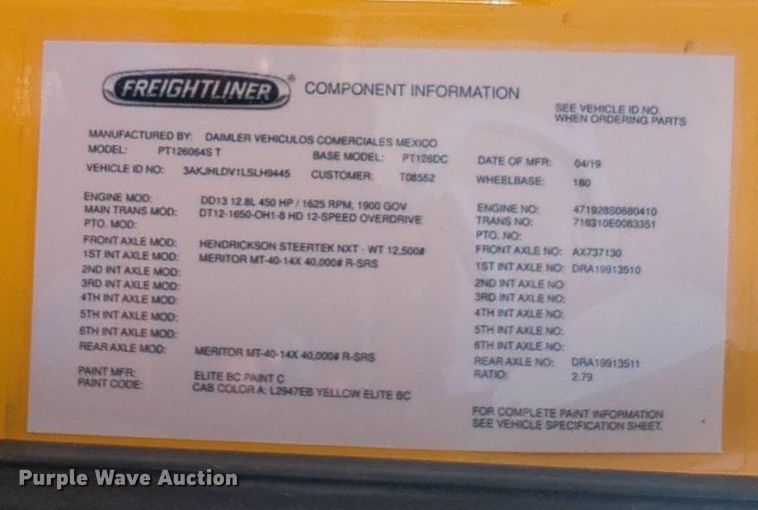 FREIGHTLINER ® COMPONENT INFORMATION
SEE VEHICLE ID NO.
WHEN ORDERING PARTS
MANUFACTURED BY: DAIMLER VEHICULOS COMERCIALES MEXICO
MODEL: PT126064S T BASE MODEL: PT126DC DATE OF MFR: 04/19
VEHICLE ID NO: 3AKJHLDV1LSLH9445 CUSTOMER: T08552 WHEELBASE: 180
ENGINE MOD: DD13 12.8L 450 HP / 1625 RPM, 1900 GOV ENGINE NO: 471928S0680410
MAIN TRANS MOD: DT12-1650-OH1-8 HD 12-SPEED OVERDRIVE TRANS NO: 716310E0083351
PTO. MOD: PTO. NO:
FRONT AXLE MOD: HENDRICKSON STEERTEK NXT - WT 12,500# FRONT AXLE NO: AX737130
1ST INT AXLE MOD: MERITOR MT-40-14X 40,000# R-SRS 1ST INT AXLE NO: DRA19913510
2ND INT AXLE MOD: 2ND INT AXLE NO:
3RD INT AXLE MOD: 3RD INT AXLE NO:
4TH INT AXLE MOD: 4TH INT AXLE NO:
5TH INT AXLE MOD: 5TH INT AXLE NO:
6TH INT AXLE MOD: 6TH INT AXLE NO:
REAR AXLE MOD: MERITOR MT-40-14X 40,000# R-SRS REAR AXLE NO: DRA19913511
RATIO: 2.79
PAINT MFR: ELITE BC PAINT C
PAINT CODE: CAB COLOR A: L2947EB YELLOW ELITE BC
FOR COMPLETE PAINT INFORMATION
SEE VEHICLE SPECIFICATION SHEET.
Purple Wave Auction